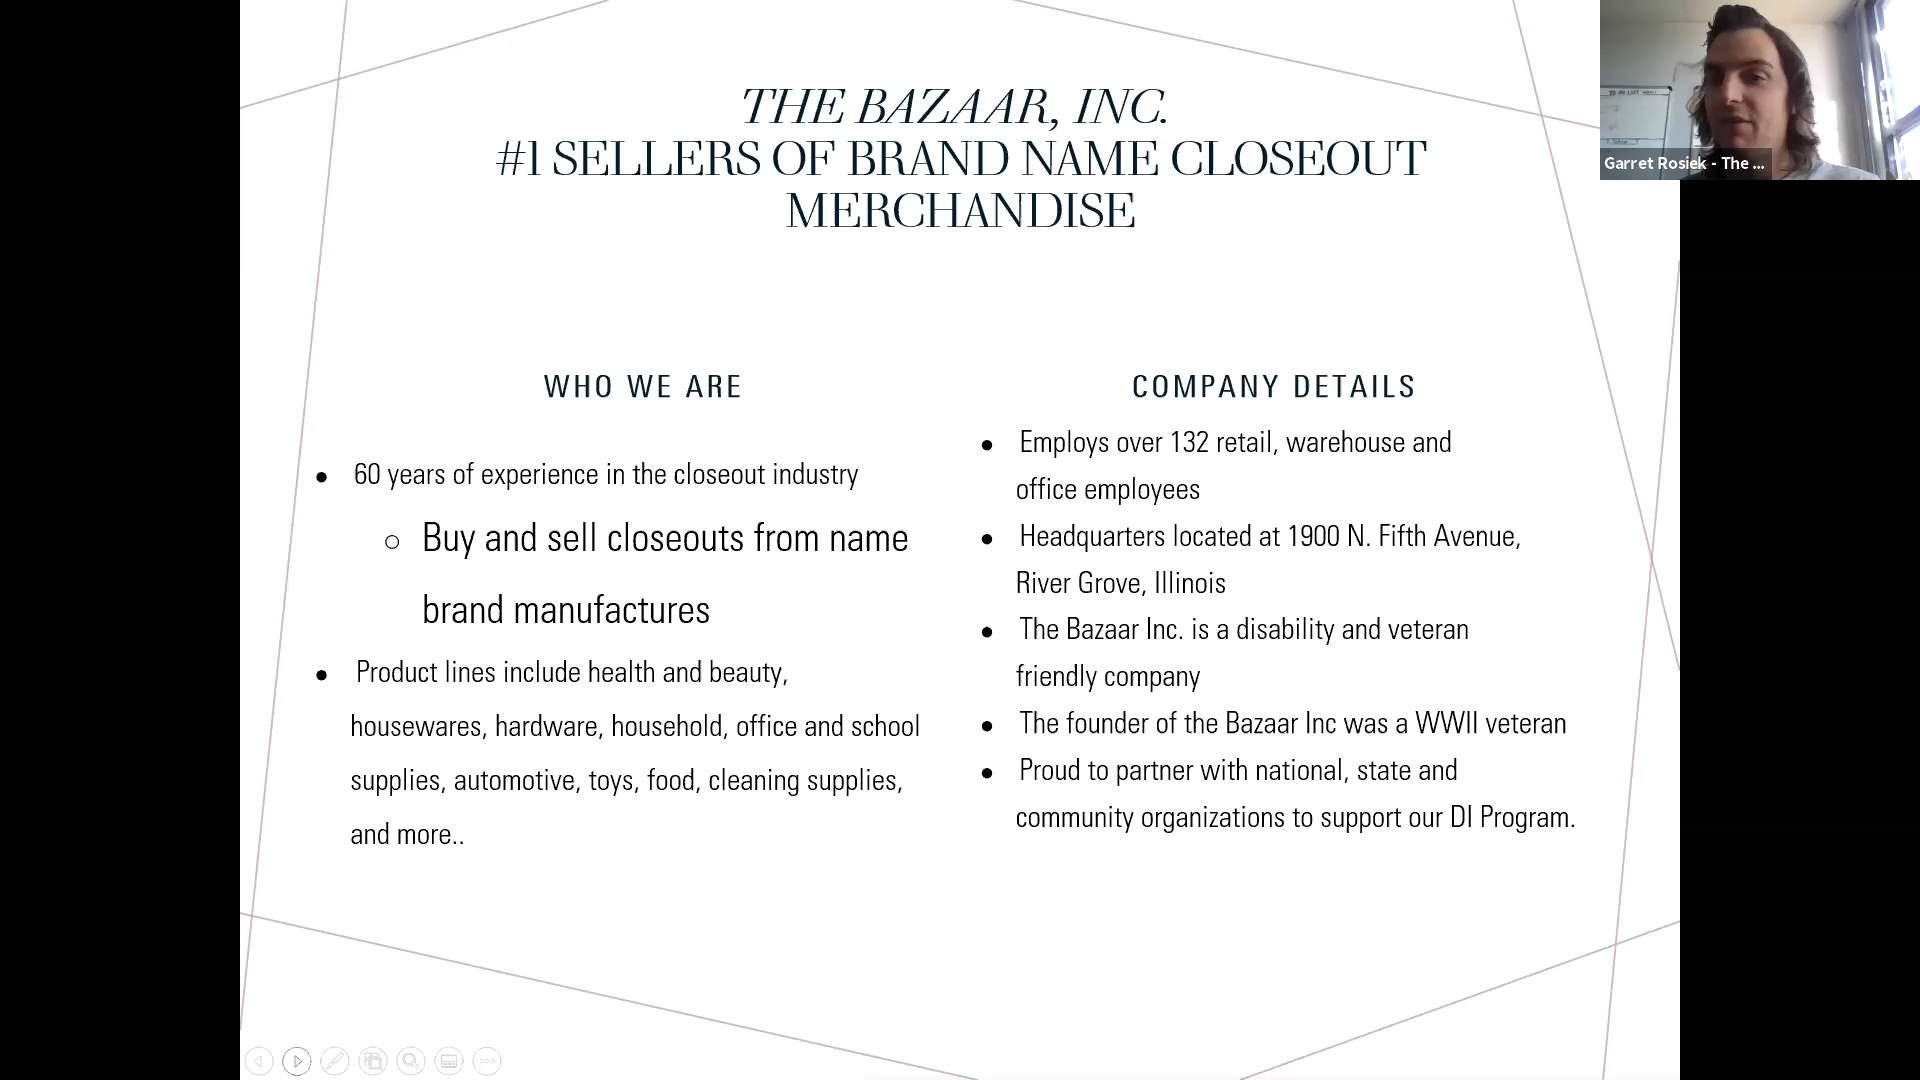 THE BAZAAR, INC.
#1 SELLERS OF BRAND NAME CLOSEOUT
MERCHANDISE
WHO WE ARE
● 60 years of experience in the closeout industry
○ Buy and sell closeouts from name
brand manufactures
● Product lines include health and beauty,
housewares, hardware, household, office and school
supplies, automotive, toys, food, cleaning supplies,
and more..
COMPANY DETAILS
● Employs over 132 retail, warehouse and
office employees
● Headquarters located at 1900 N. Fifth Avenue,
River Grove, Illinois
● The Bazaar Inc. is a disability and veteran
friendly company
● The founder of the Bazaar Inc was a WWII veteran
● Proud to partner with national, state and
community organizations to support our DI Program.
Garret Rosiek - The ...